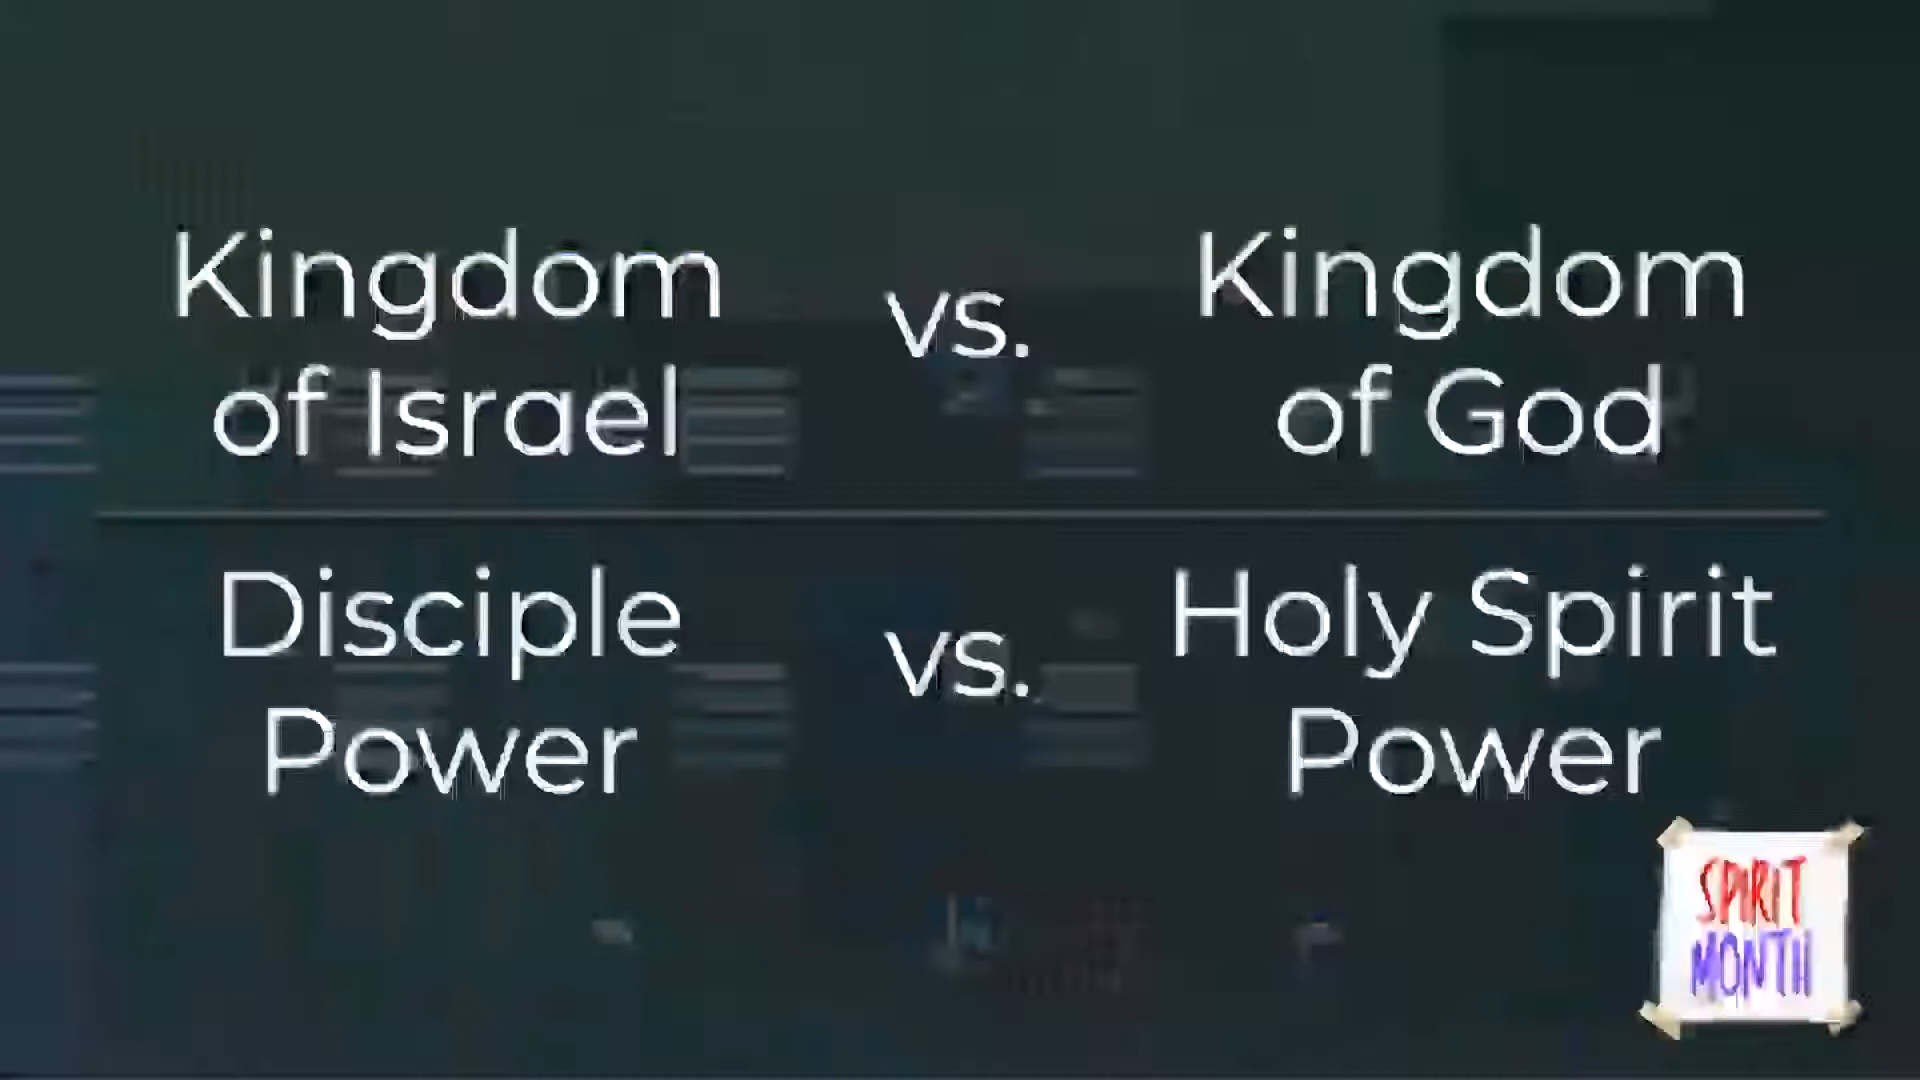 Kingdom
of Israel
vs.
Kingdom
of God
Disciple
Power
vs.
Holy Spirit
Power
SPIRIT
MONTH